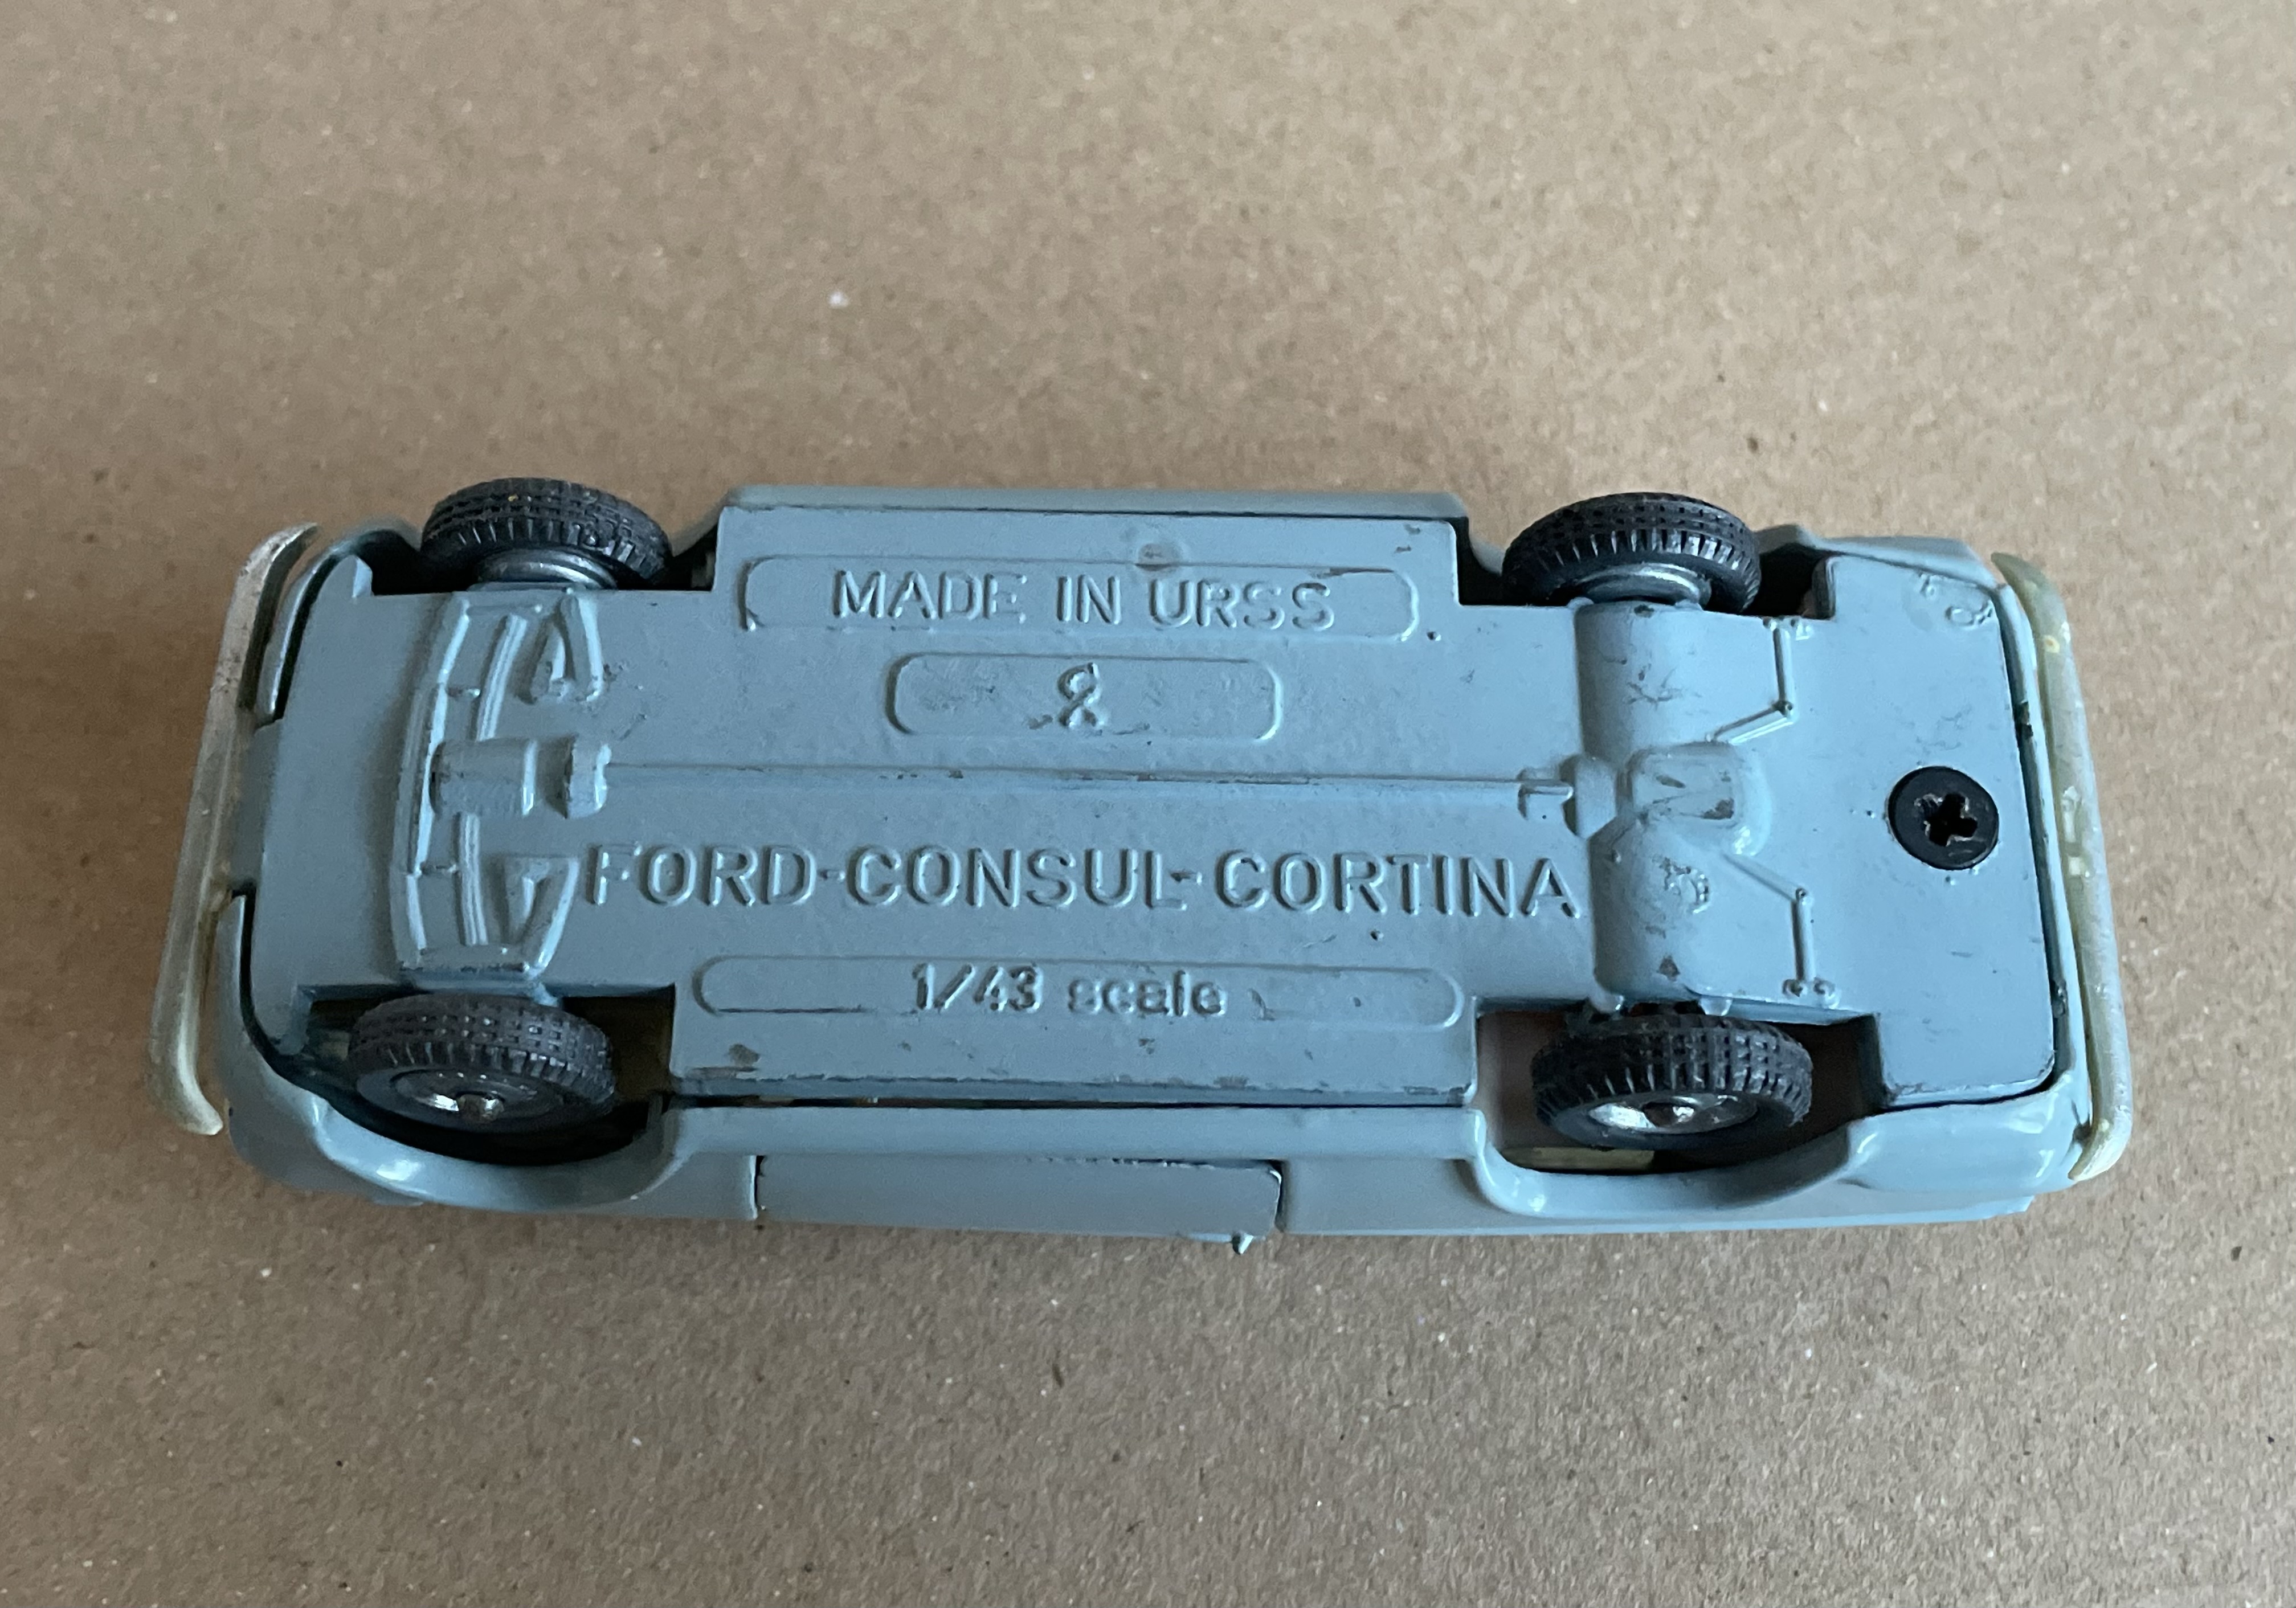 MADE IN URSS
FORD-CONSUL-CORTINA
1/43 scale